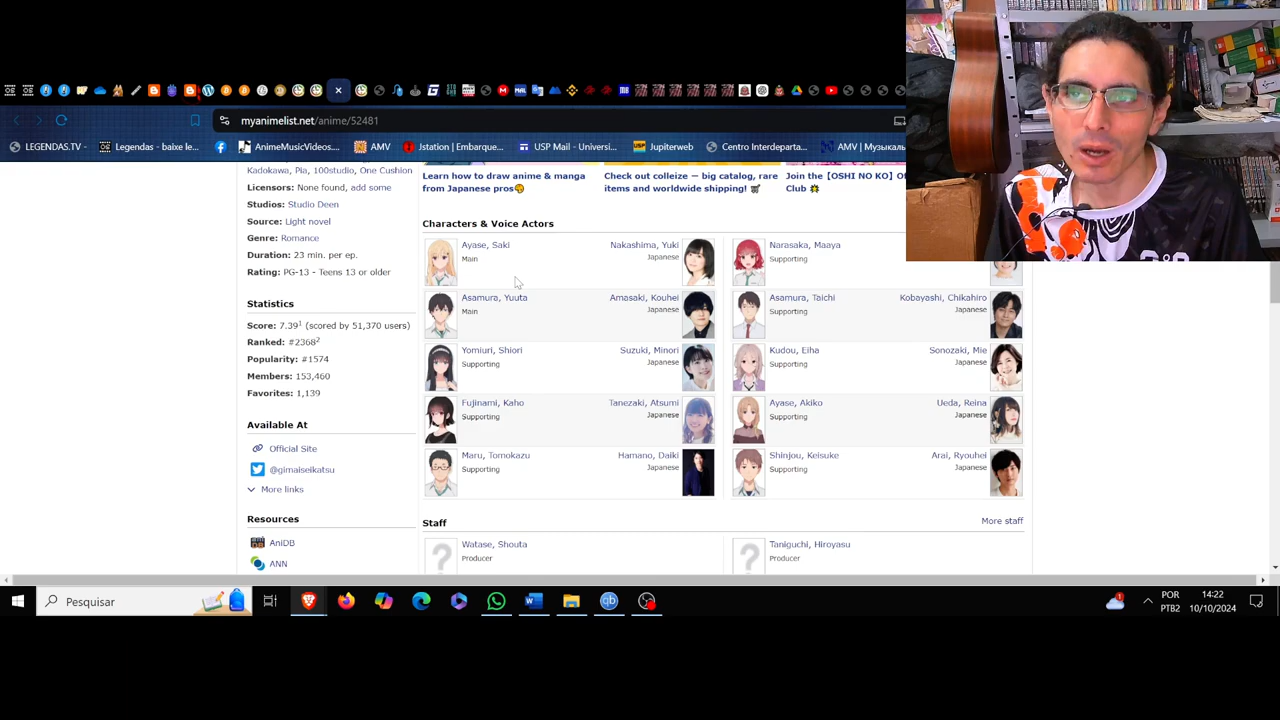 myanimelist.net/anime/52481
LEGENDAS.TV -
Legendas - baixe le...
AnimeMusicVideos...
AMV
Jstation | Embarque...
USP Mail - Universi...
Jupiterweb
Centro Interdeparta...
AMV | Музыкаль
Kadokawa, Pia, 100studio, One Cushion
Licensors: None found, add some
Studios: Studio Deen
Source: Light novel
Genre: Romance
Duration: 23 min. per ep.
Rating: PG-13 - Teens 13 or older
Statistics
Score: 7.39¹ (scored by 51,370 users)
Ranked: #2368²
Popularity: #1574
Members: 153,460
Favorites: 1,139
Available At
Official Site
@gimaiseikatsu
More links
Resources
AniDB
ANN
Learn how to draw anime & manga
from Japanese pros
Check out colleize — big catalog, rare
items and worldwide shipping!
Join the【OSHI NO KO】Of
Club
Characters & Voice Actors
Ayase, Saki
Main
Nakashima, Yuki
Japanese
Narasaka, Maaya
Supporting
Asamura, Yuuta
Main
Amasaki, Kouhei
Japanese
Asamura, Taichi
Supporting
Kobayashi, Chikahiro
Japanese
Yomiuri, Shiori
Supporting
Suzuki, Minori
Japanese
Kudou, Eiha
Supporting
Sonozaki, Mie
Japanese
Fujinami, Kaho
Supporting
Tanezaki, Atsumi
Japanese
Ayase, Akiko
Supporting
Ueda, Reina
Japanese
Maru, Tomokazu
Supporting
Hamano, Daiki
Japanese
Shinjou, Keisuke
Supporting
Arai, Ryouhei
Japanese
Staff
More staff
Watase, Shouta
Producer
Taniguchi, Hiroyasu
Producer
Pesquisar
POR
PTB2
14:22
10/10/2024